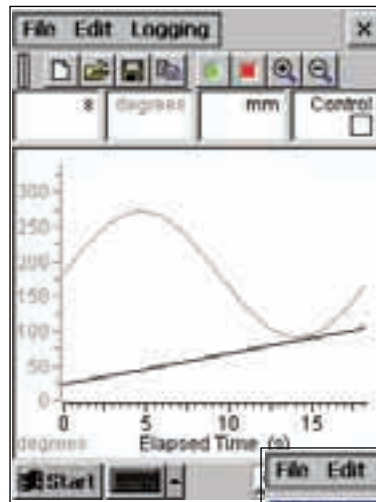 File Edit Logging
s degrees mm Control
300
250
200
150
100
50
0
0 5 10 15
degrees Elapsed Time (s)
Start
File Edit